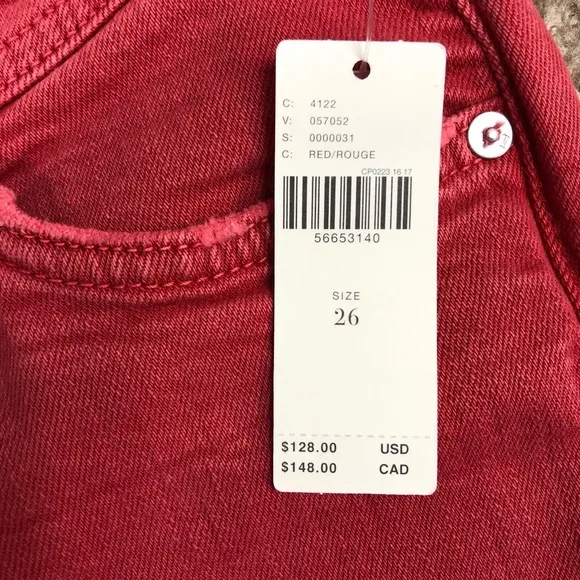 C: 4122
V: 057052
S: 0000031
C: RED/ROUGE
CP0223 16 17
56653140
SIZE
26
$128.00 USD
$148.00 CAD